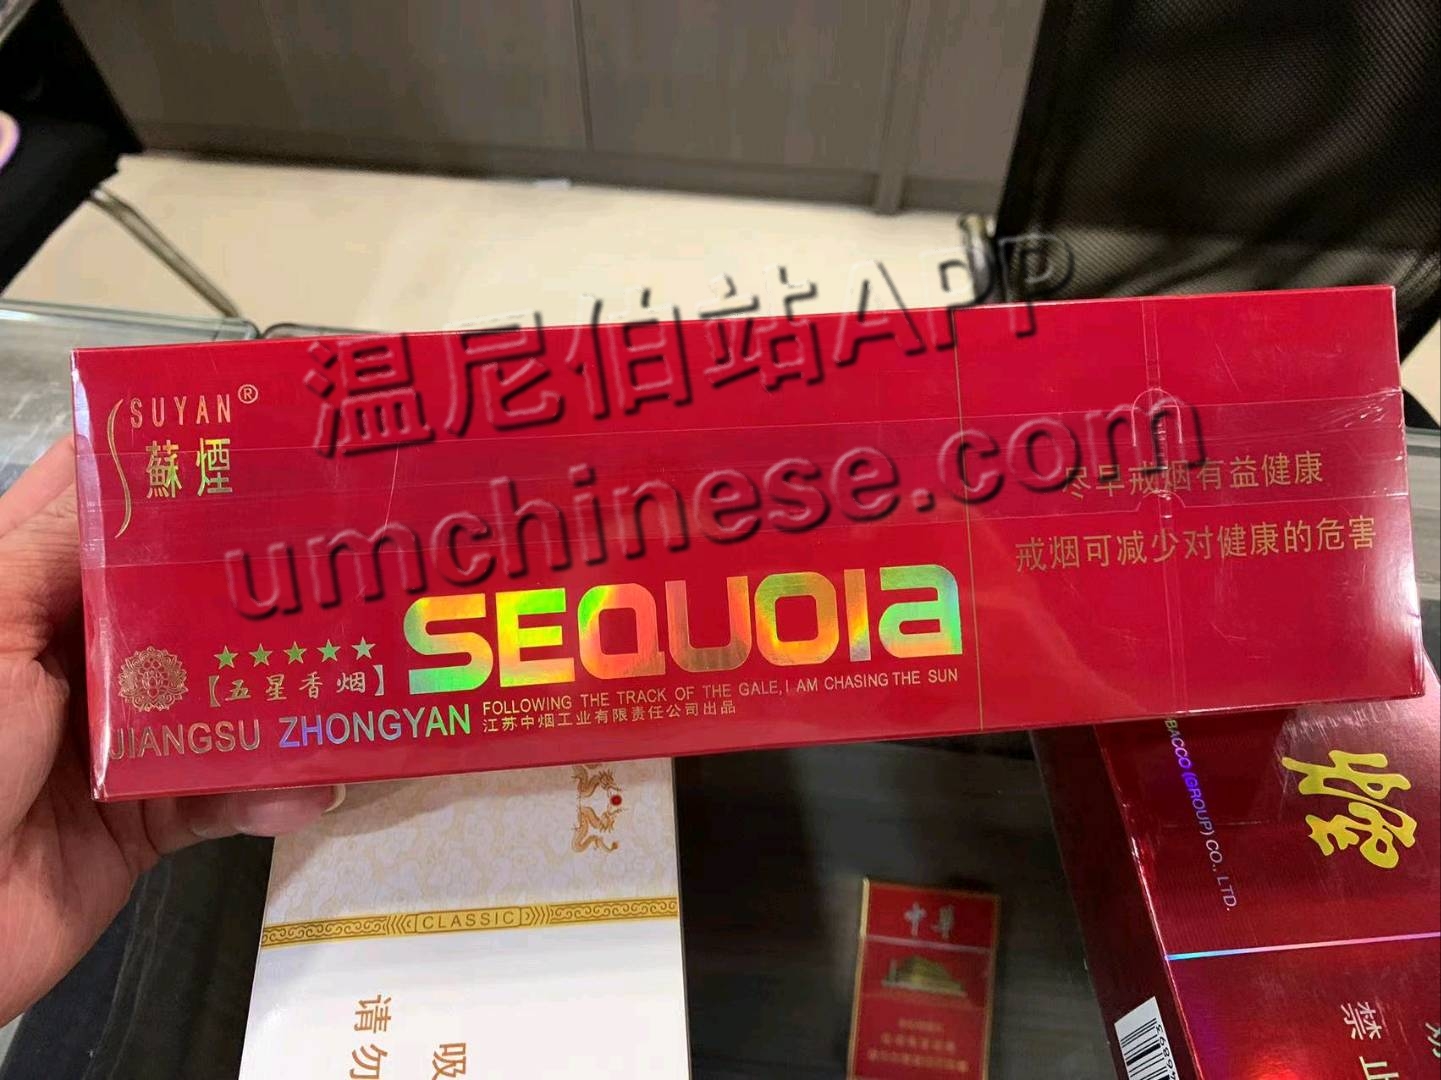 温尼伯站APP
umchinese.com
SUYAN®
蘇煙
尽早戒烟有益健康
戒烟可减少对健康的危害
SEQUOIA
★★★★★
【五星香烟】
FOLLOWING THE TRACK OF THE GALE, I AM CHASING THE SUN
JIANGSU ZHONGYAN
江苏中烟工业有限责任公司出品
CLASSIC
请勿
吸
中華
BACCO (GROUP) CO., LTD.
烟
禁止